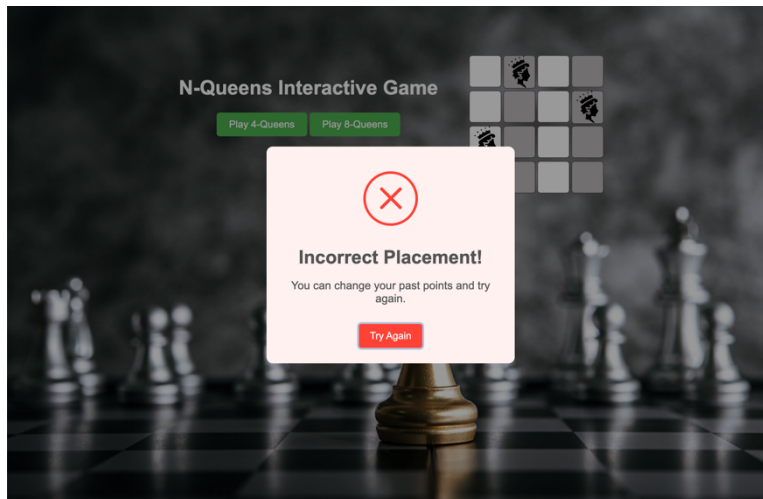 N-Queens Interactive Game
Play 4-Queens Play 8-Queens
Incorrect Placement!
You can change your past points and try
again.
Try Again